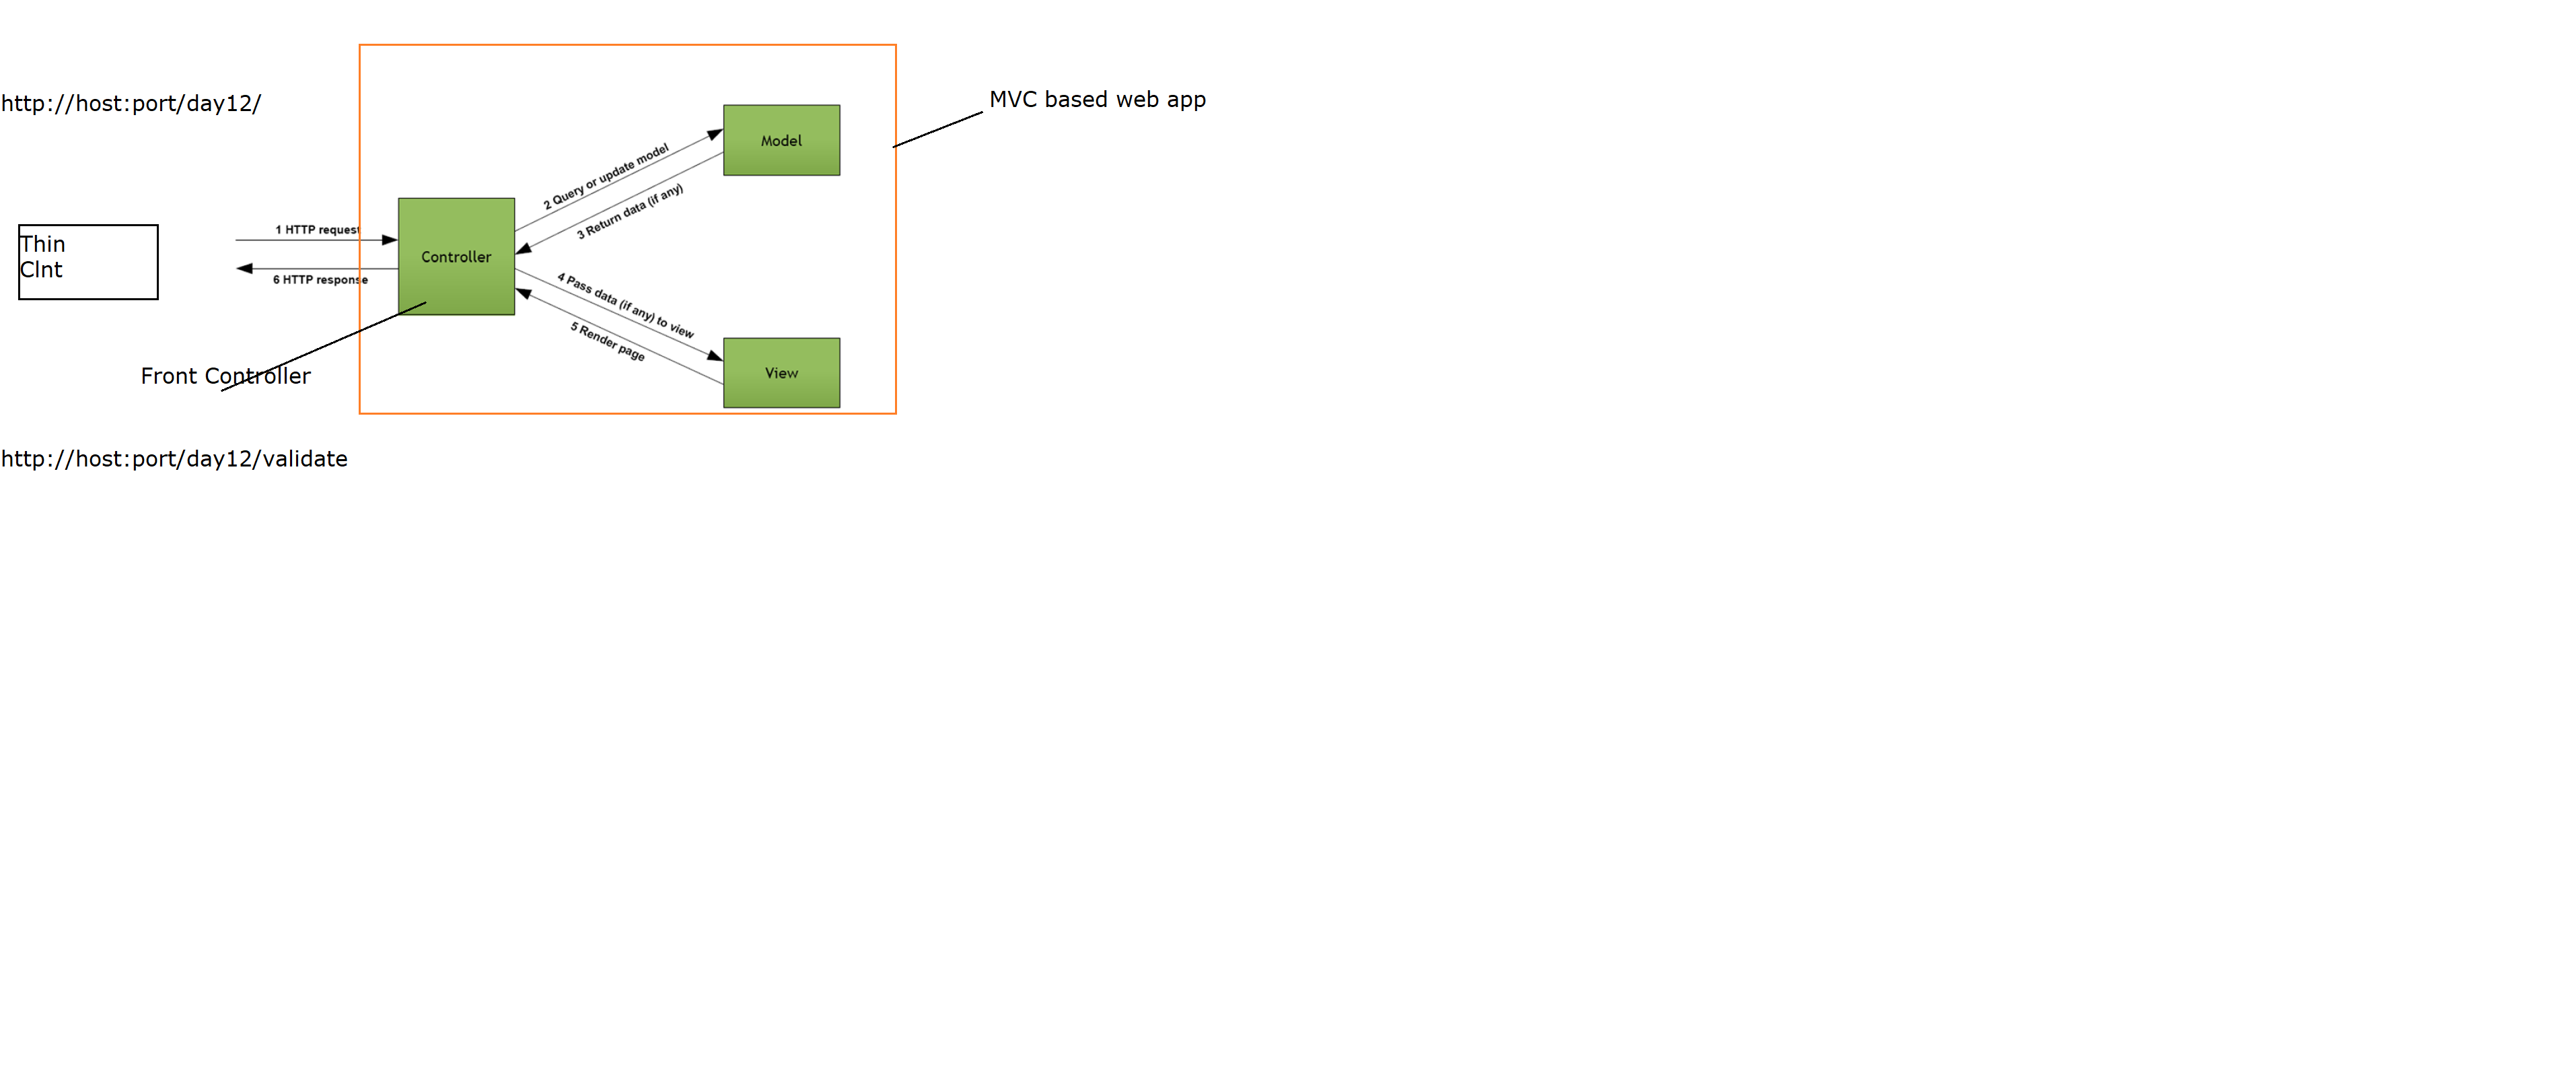 http://host:port/day12/
MVC based web app
Model
2 Query or update model
3 Return data (if any)
1 HTTP request
Thin
Clnt
Controller
6 HTTP response
4 Pass data (if any) to view
5 Render page
Front Controller
View
http://host:port/day12/validate